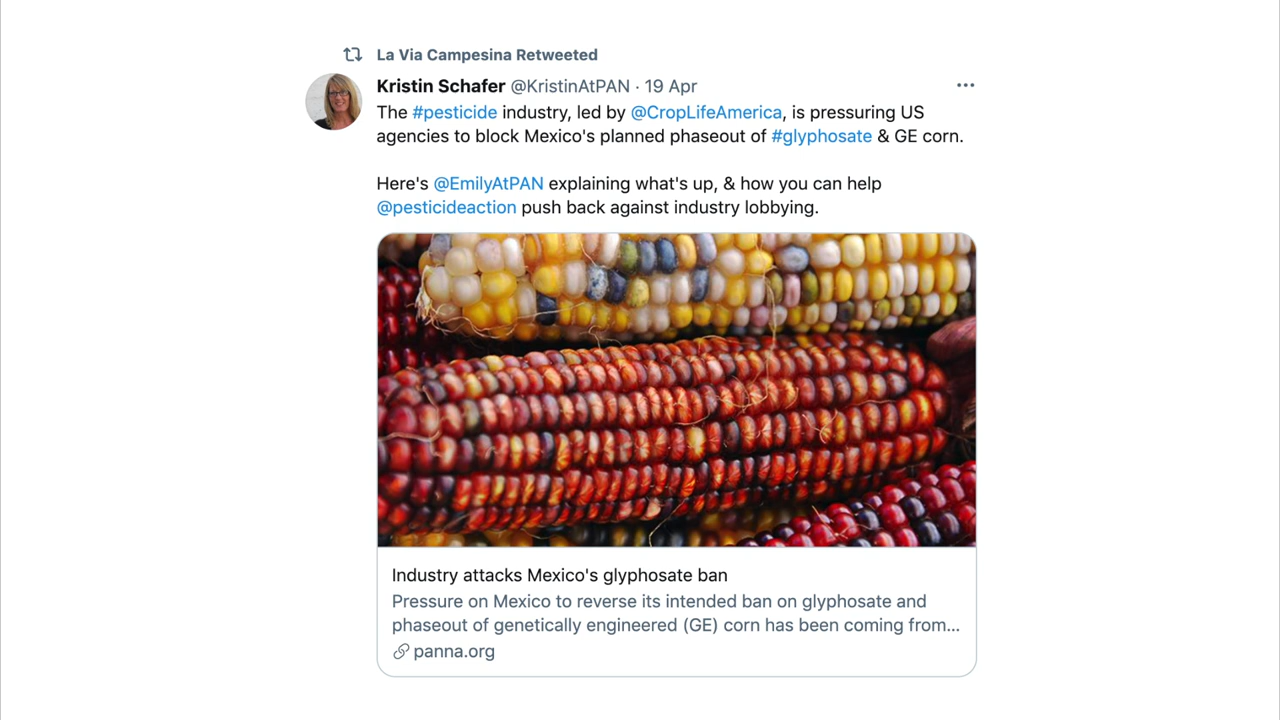 La Via Campesina Retweeted
Kristin Schafer @KristinAtPAN · 19 Apr
The #pesticide industry, led by @CropLifeAmerica, is pressuring US
agencies to block Mexico's planned phaseout of #glyphosate & GE corn.
Here's @EmilyAtPAN explaining what's up, & how you can help
@pesticideaction push back against industry lobbying.
Industry attacks Mexico's glyphosate ban
Pressure on Mexico to reverse its intended ban on glyphosate and
phaseout of genetically engineered (GE) corn has been coming from...
panna.org